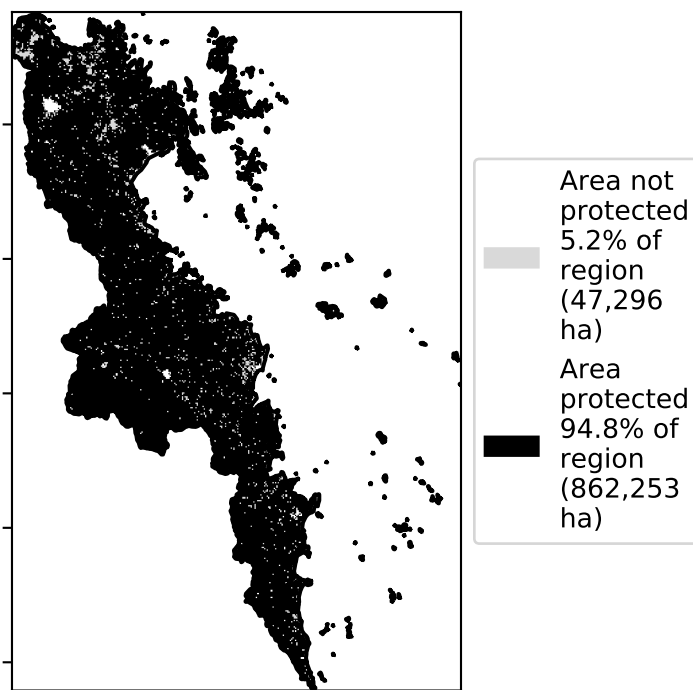 Area not
protected
5.2% of
region
(47,296
ha)
Area
protected
94.8% of
region
(862,253
ha)